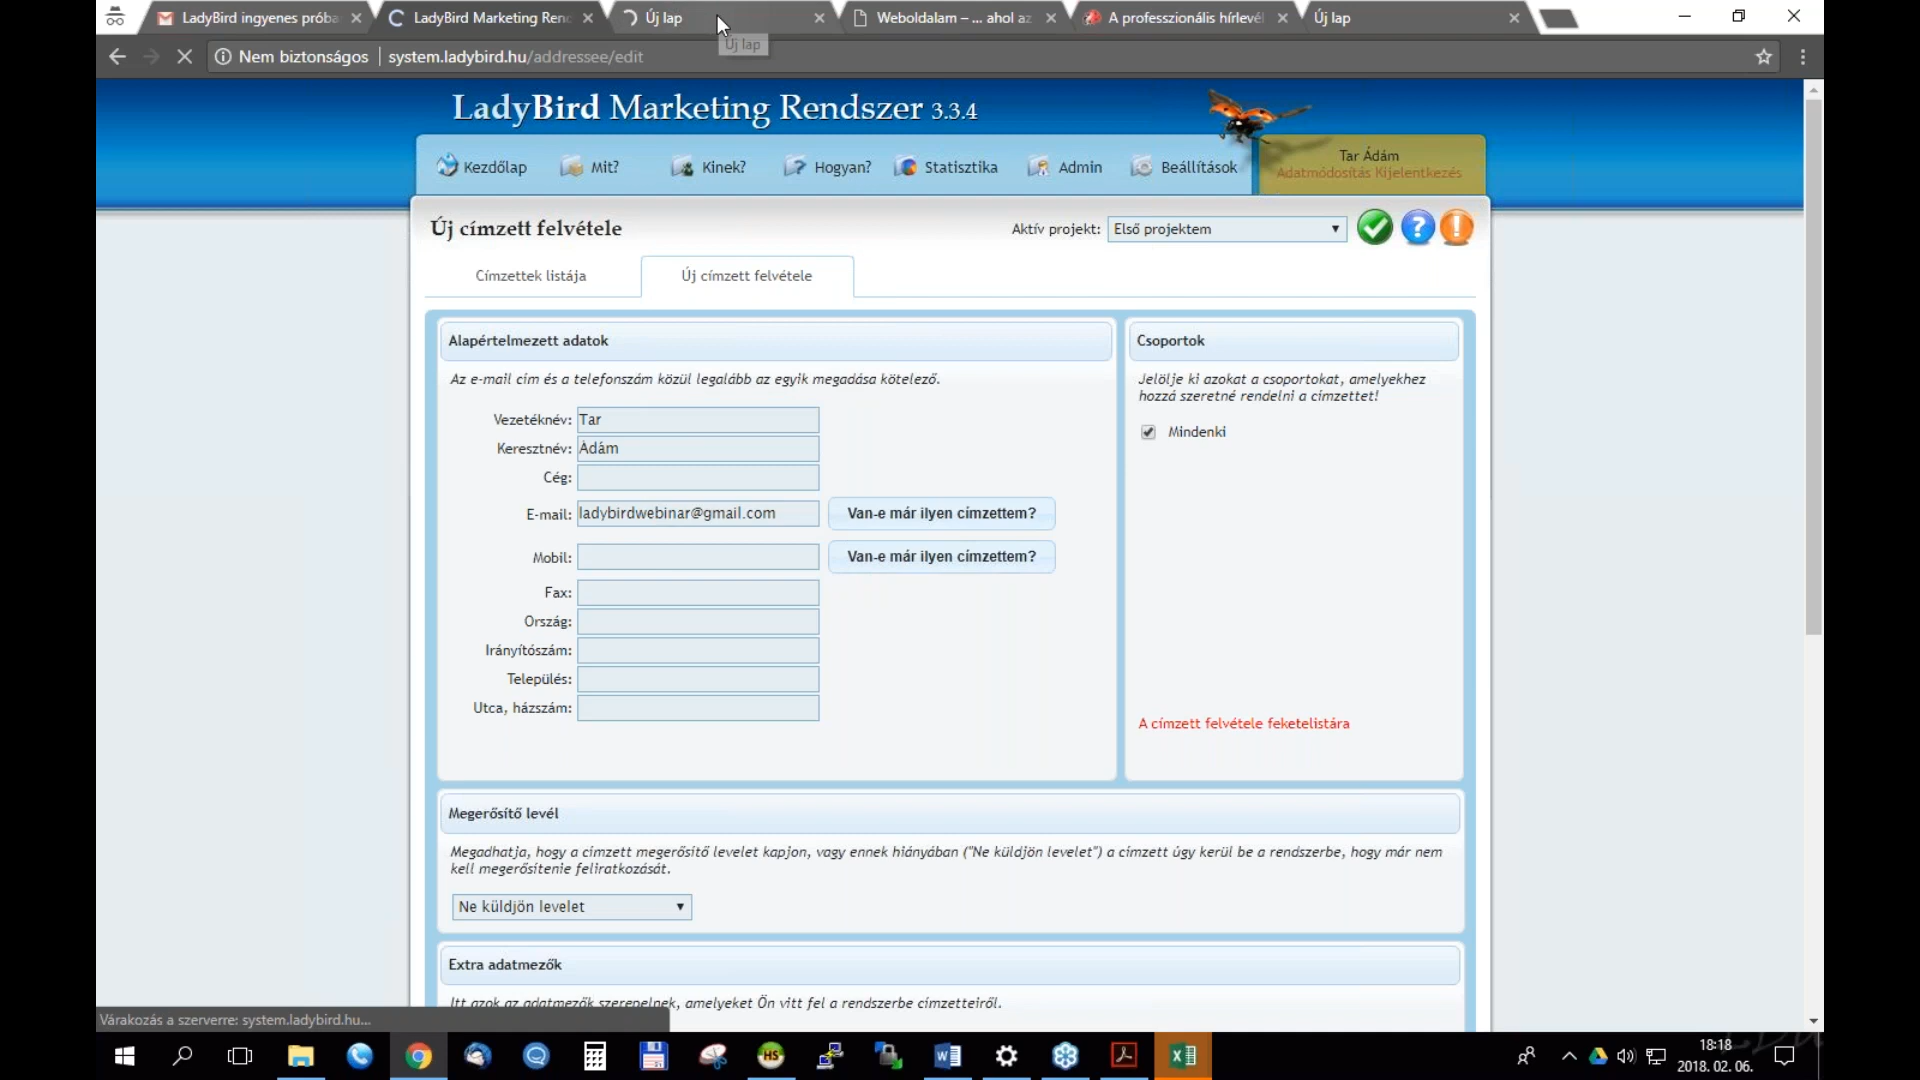 LadyBird ingyenes próba
LadyBird Marketing Rend
Új lap
Weboldalam – ... ahol az
A professzionális hírlevél
Új lap
Új lap
Nem biztonságos
system.ladybird.hu/addressee/edit
LadyBird Marketing Rendszer 3.3.4
Kezdőlap
Mit?
Kinek?
Hogyan?
Statisztika
Admin
Beállítások
Tar Ádám
Adatmódosítás Kijelentkezés
Új címzett felvétele
Aktív projekt:
Első projektem
Címzettek listája
Új címzett felvétele
Alapértelmezett adatok
Az e-mail cím és a telefonszám közül legalább az egyik megadása kötelező.
Vezetéknév: Tar
Keresztnév: Ádám
Cég:
E-mail: ladybirdwebinar@gmail.com
Van-e már ilyen címzettem?
Mobil:
Van-e már ilyen címzettem?
Fax:
Ország:
Irányítószám:
Település:
Utca, házszám:
Csoportok
Jelölje ki azokat a csoportokat, amelyekhez
hozzá szeretné rendelni a címzettet!
Mindenki
A címzett felvétele feketelistára
Megerősítő levél
Megadhatja, hogy a címzett megerősítő levelet kapjon, vagy ennek hiányában ("Ne küldjön levelet") a címzett úgy kerül be a rendszerbe, hogy már nem
kell megerősítenie feliratkozását.
Ne küldjön levelet
Extra adatmezők
Itt azok az adatmezők szerepelnek, amelyeket Ön vitt fel a rendszerbe címzetteiről.
Várakozás a szerverre: system.ladybird.hu...
HS
18:18
2018. 02. 06.